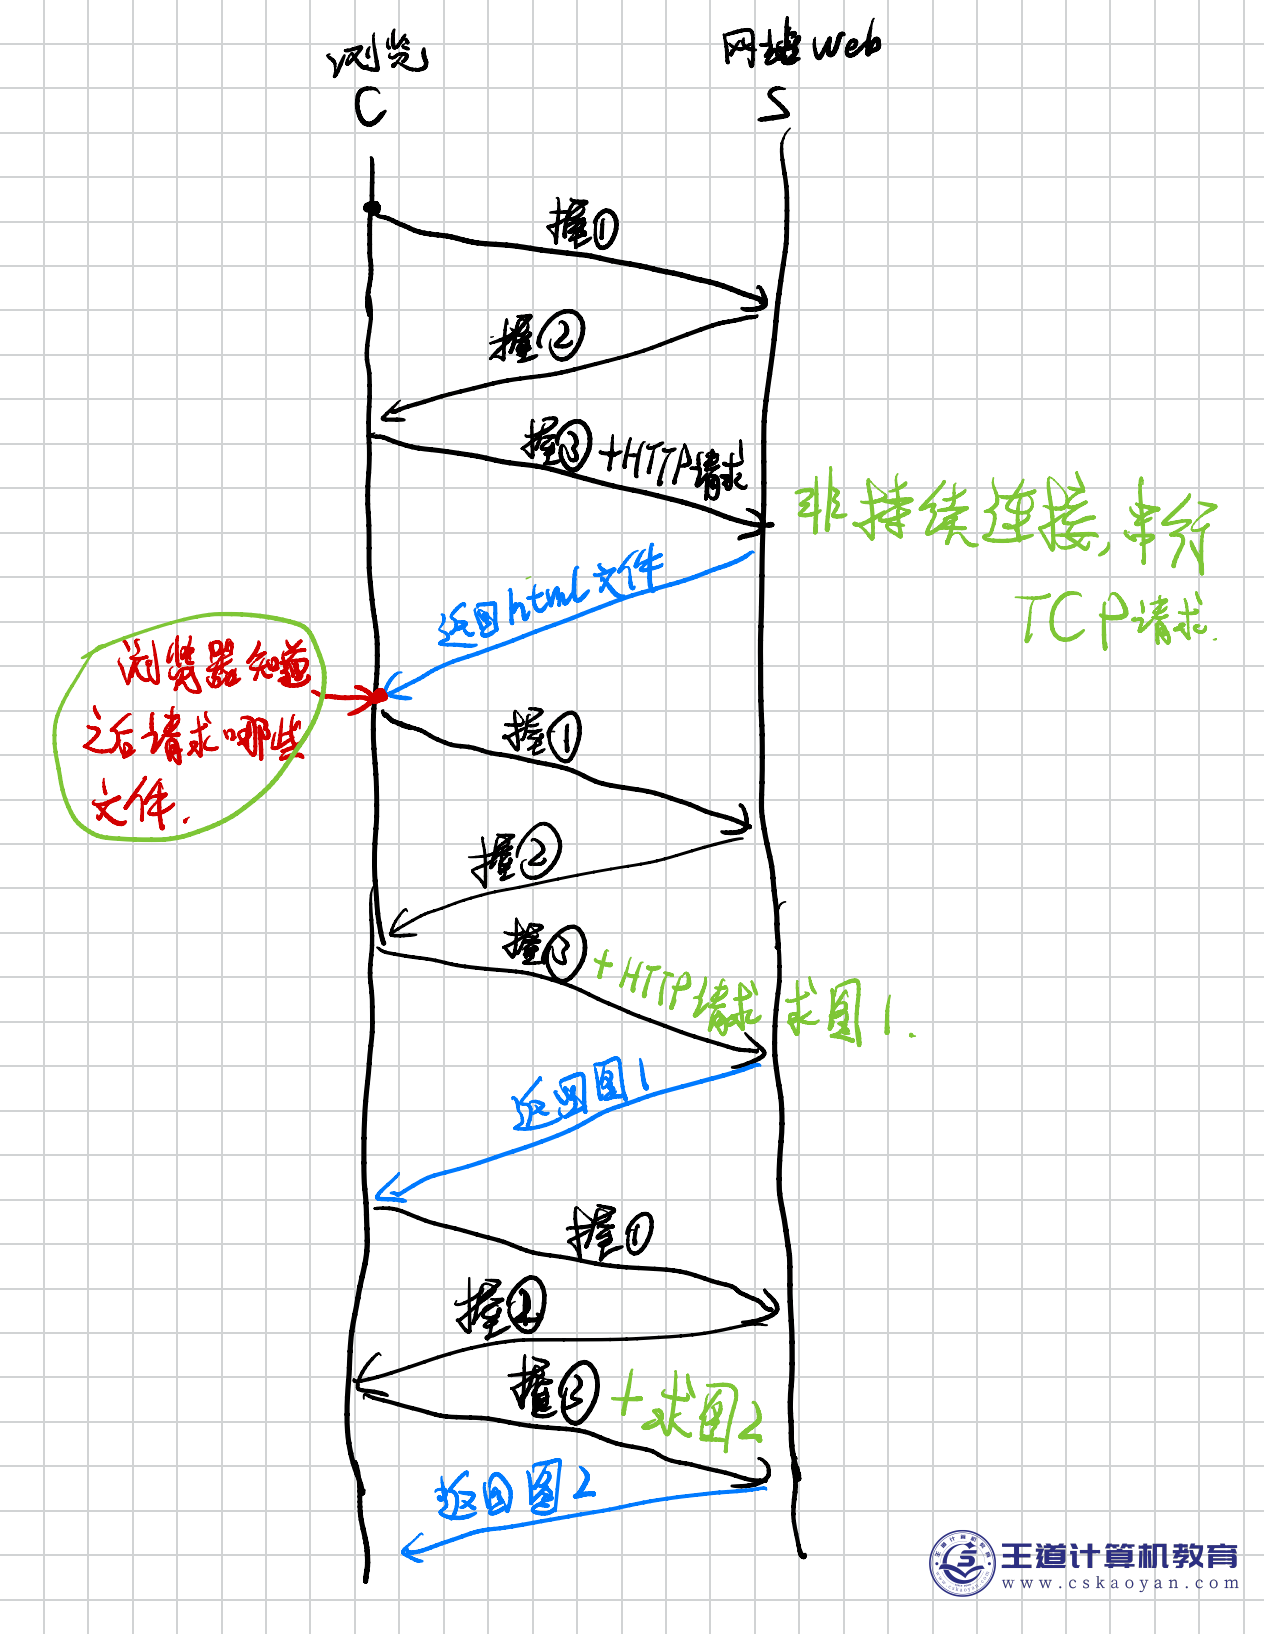 浏览
C
网站Web
S
握①
握②
握③+HTTP请求
非持续连接,串行
TCP请求.
返回html文件
浏览器知道
之后请求哪些
文件.
握①
握②
握③+HTTP请求 求图1.
返回图1
握①
握②
握③+求图2
返回图2
王道计算机教育
www.cskaoyan.com